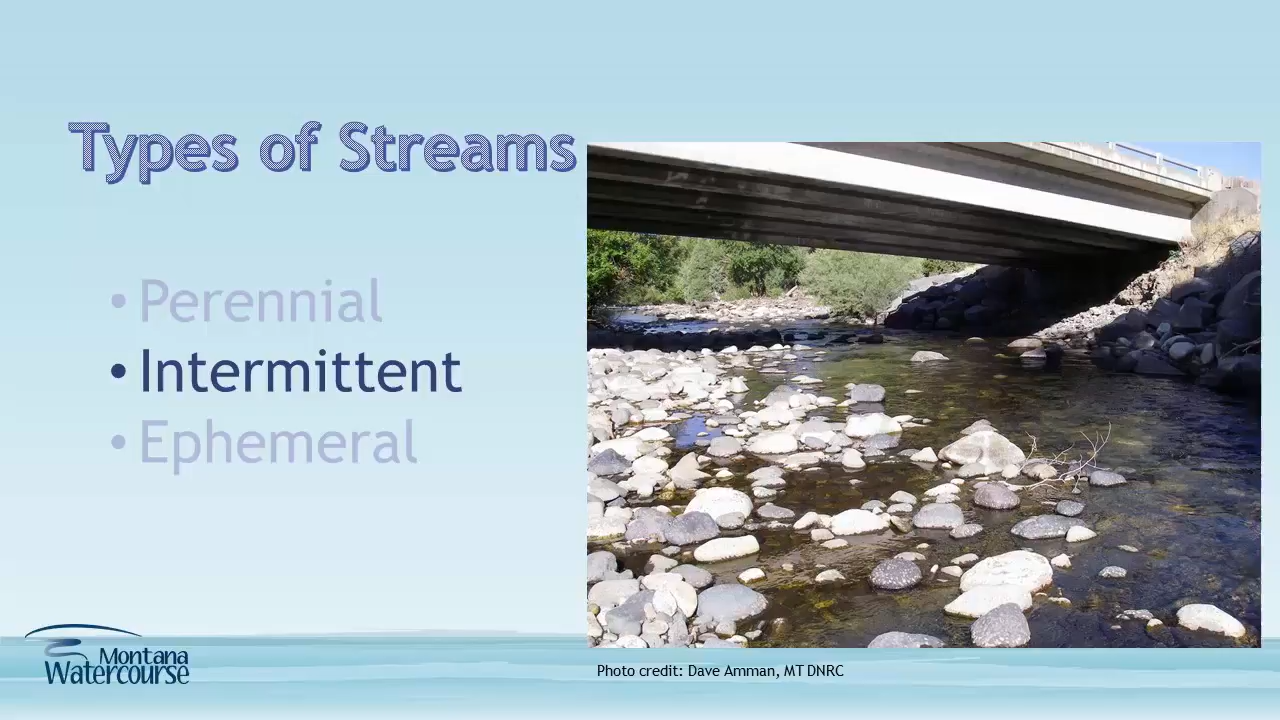 Types of Streams
• Perennial
• Intermittent
• Ephemeral
Montana
Watercourse
Photo credit: Dave Amman, MT DNRC